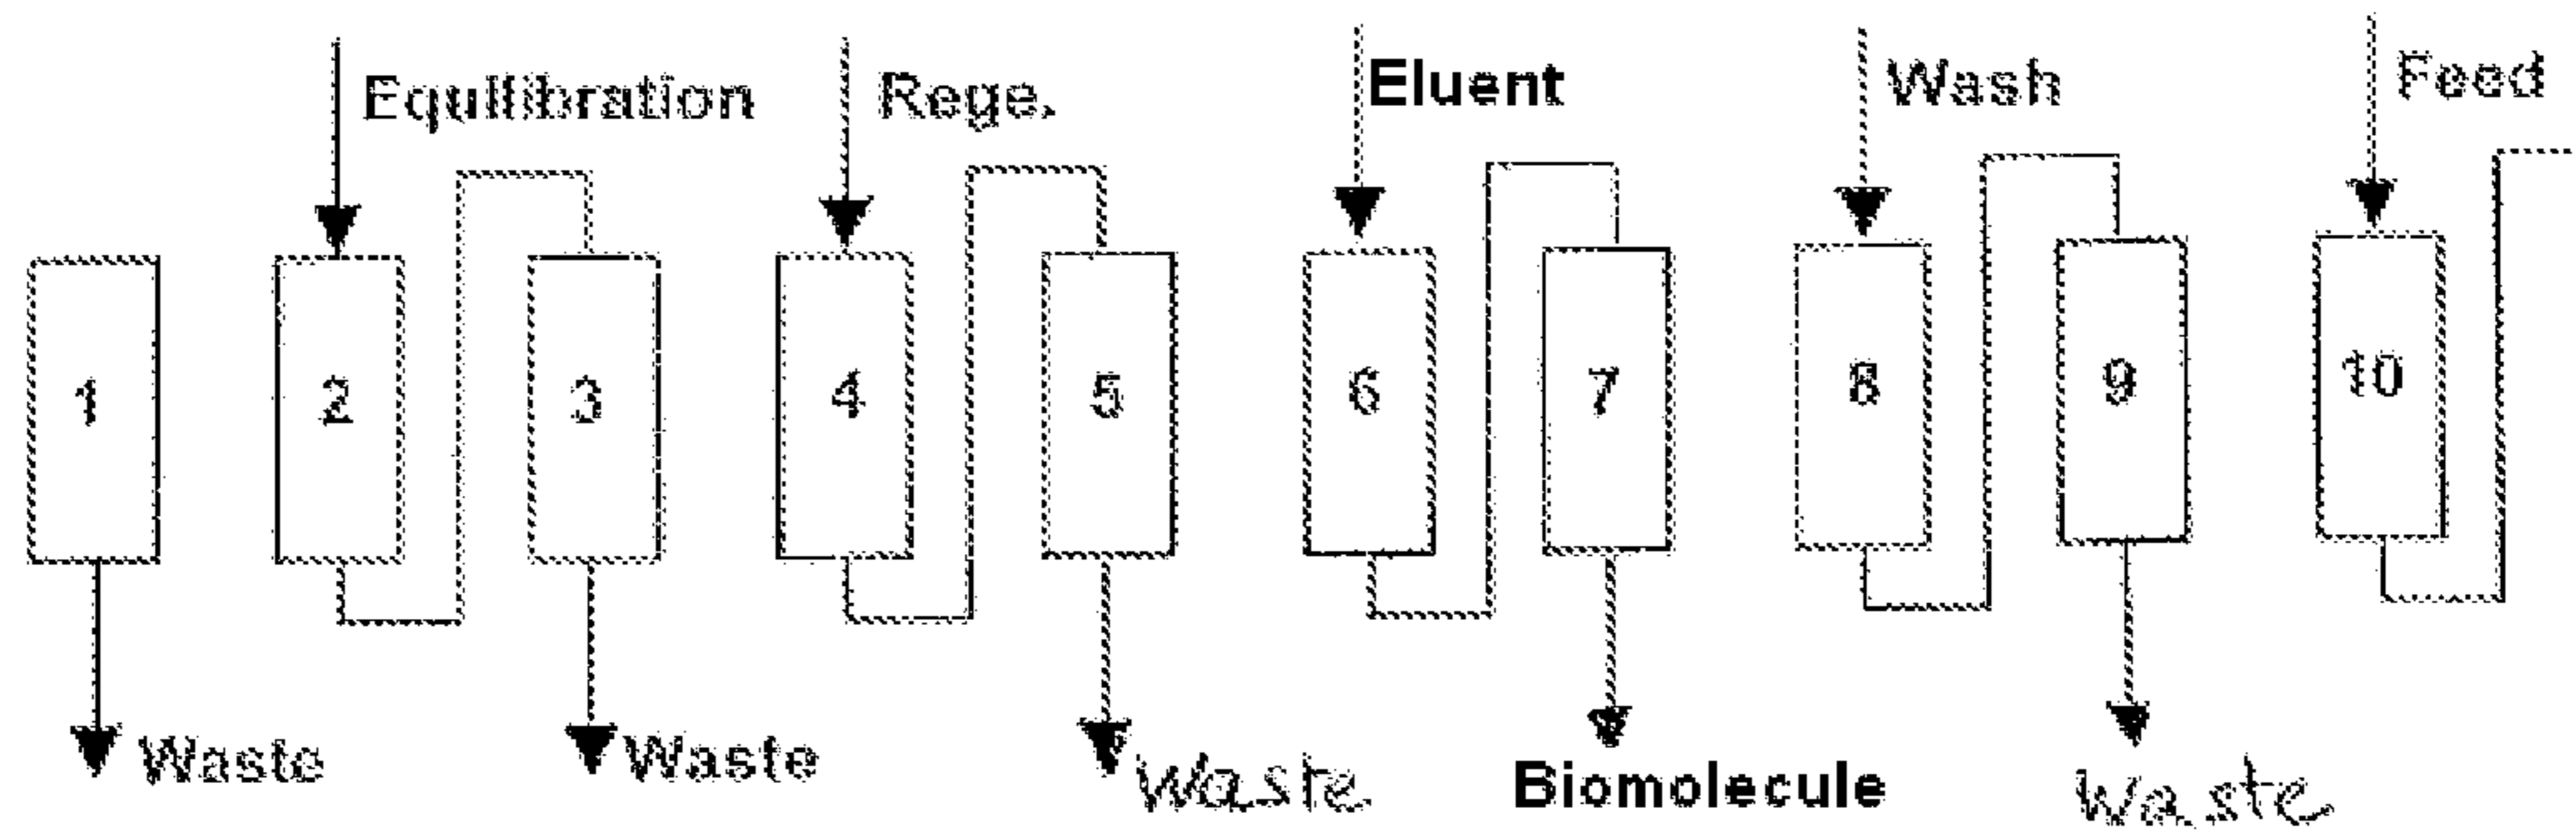 Equilibration Rege. Eluent Wash Feed
1 2 3 4 5 6 7 8 9 10
Waste Waste Waste Biomolecule Waste